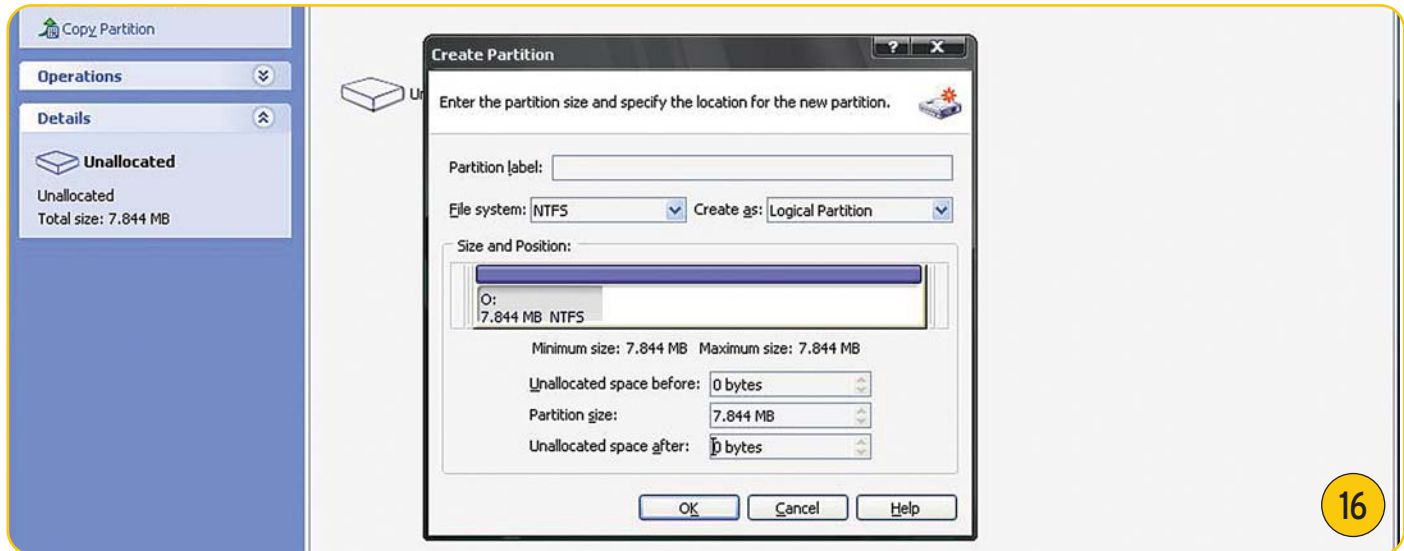 Copy Partition
Operations
Details
Unallocated
Unallocated
Total size: 7.844 MB
Create Partition
Enter the partition size and specify the location for the new partition.
Partition label:
File system: NTFS Create as: Logical Partition
Size and Position:
O:
7.844 MB NTFS
Minimum size: 7.844 MB Maximum size: 7.844 MB
Unallocated space before: 0 bytes
Partition size: 7.844 MB
Unallocated space after: 0 bytes
OK Cancel Help
16